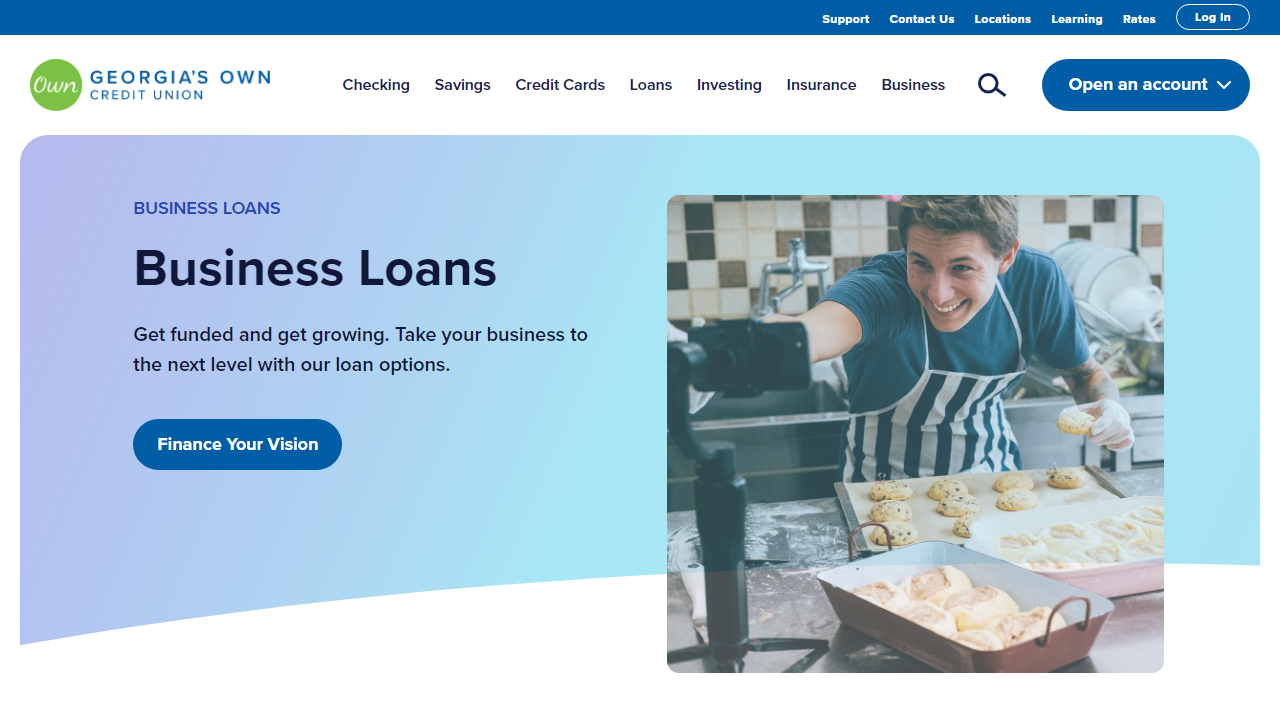 Support Contact Us Locations Learning Rates Log In
Own GEORGIA'S OWN
CREDIT UNION
Checking Savings Credit Cards Loans Investing Insurance Business Open an account
BUSINESS LOANS
Business Loans
Get funded and get growing. Take your business to
the next level with our loan options.
Finance Your Vision